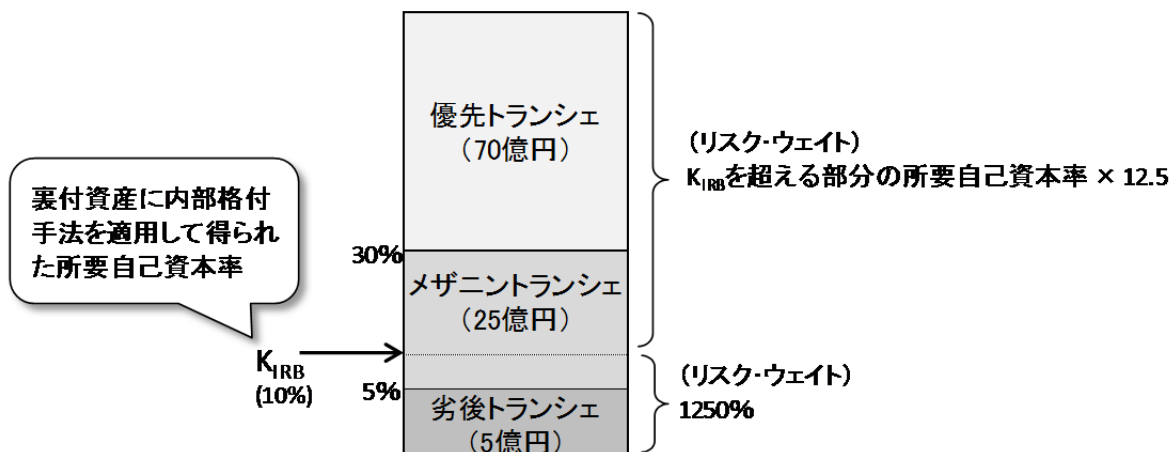 優先トランシェ
(70億円)
(リスク・ウェイト)
KIRBを超える部分の所要自己資本率 × 12.5
裏付資産に内部格付
手法を適用して得られ
た所要自己資本率
30%
メザニントランシェ
(25億円)
KIRB
(10%)
5%
(リスク・ウェイト)
1250%
劣後トランシェ
(5億円)